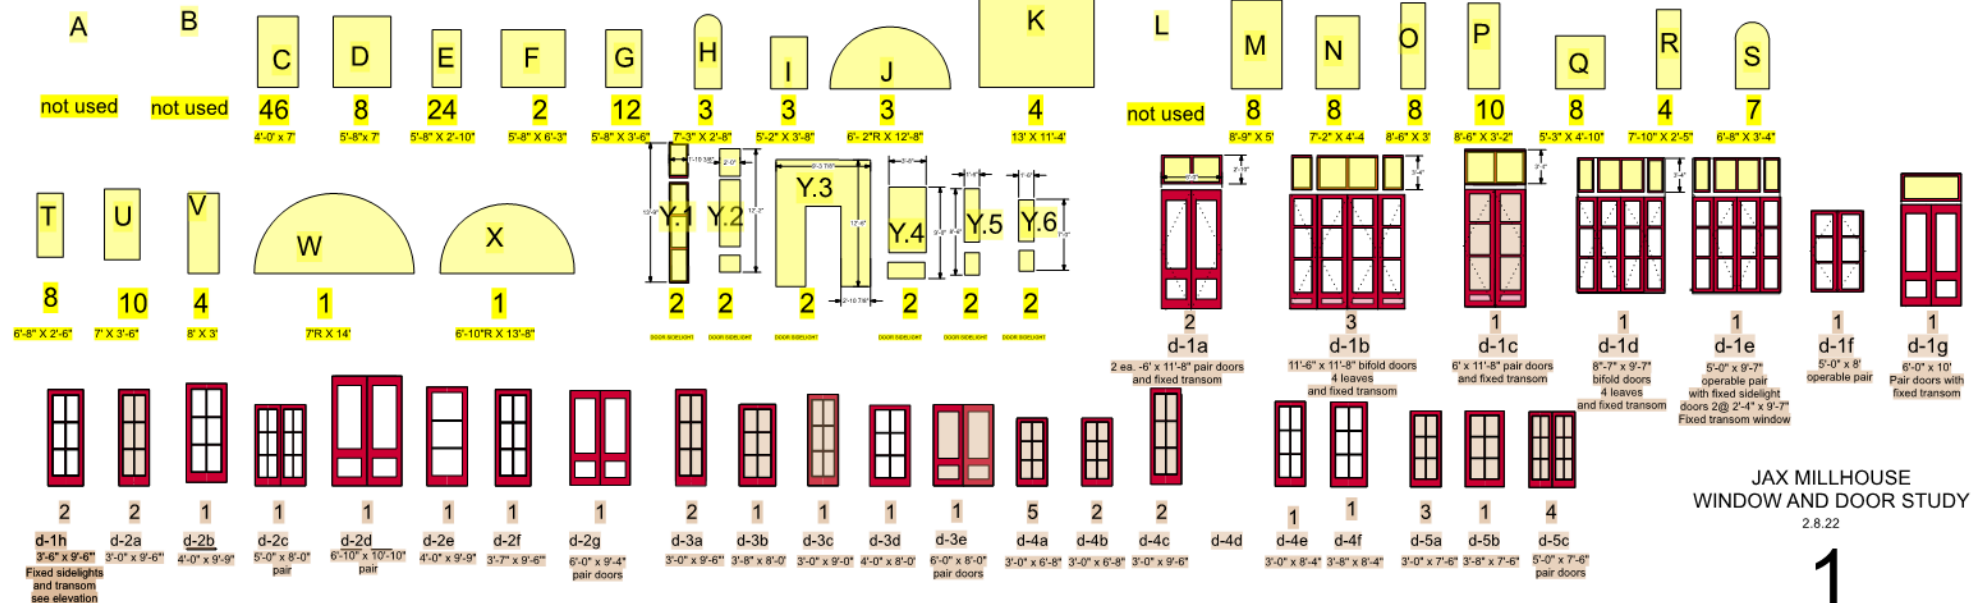 A
B
C
D
E
F
G
H
I
J
K
L
M
N
O
P
Q
R
S
not used
not used
46
8
24
2
12
3
3
3
4
not used
8
8
8
10
8
4
7
4'-0' x 7'
5'-8"x 7'
5'-8" X 2'-10"
5'-8" X 6'-3"
5'-8" X 3'-6"
7'-3" X 2'-8"
5'-2" X 3'-8"
6'- 2"R X 12'-8"
13' X 11'-4'
8'-9" X 5'
7'-2" X 4'-4
8'-6" X 3'
8'-6" X 3'-2"
5'-3" X 4'-10"
7'-10" X 2'-5"
6'-8" X 3'-4"
T
U
V
W
X
Y.1
Y.2
Y.3
Y.4
Y.5
Y.6
8
10
4
1
1
2
2
2
2
2
2
6'-8" X 2'-6"
7' X 3'-6"
8' X 3'
7'R X 14'
6'-10"R X 13'-8"
DOOR SIDELIGHT
DOOR SIDELIGHT
DOOR SIDELIGHT
DOOR SIDELIGHT
DOOR SIDELIGHT
DOOR SIDELIGHT
2
d-1a
2 ea. -6' x 11'-8" pair doors
and fixed transom
3
d-1b
11'-6" x 11'-8" bifold doors
4 leaves
and fixed transom
1
d-1c
6' x 11'-8" pair doors
and fixed transom
1
d-1d
8"-7" x 9'-7"
bifold doors
4 leaves
and fixed transom
1
d-1e
5'-0" x 9'-7"
operable pair
with fixed sidelight
doors 2@ 2'-4" x 9'-7"
Fixed transom window
1
d-1f
5'-0" x 8'
operable pair
1
d-1g
6'-0" x 10'
Pair doors with
fixed transom
2
d-1h
3'-6" x 9'-6"
Fixed sidelights
and transom
see elevation
2
d-2a
3'-0" x 9'-6"
1
d-2b
4'-0" x 9'-9"
1
d-2c
5'-0" x 8'-0"
pair
1
d-2d
6'-10" x 10'-10"
pair
1
d-2e
4'-0" x 9'-9"
1
d-2f
3'-7" x 9'-6"
1
d-2g
6'-0" x 9'-4"
pair doors
2
d-3a
3'-0" x 9'-6"
1
d-3b
3'-8" x 8'-0'
1
d-3c
3'-0" x 9'-0"
1
d-3d
4'-0" x 8'-0"
1
d-3e
6'-0" x 8'-0"
pair doors
5
d-4a
3'-0" x 6'-8"
2
d-4b
3'-0" x 6'-8"
2
d-4c
3'-0" x 9'-6"
d-4d
1
d-4e
3'-0" x 8'-4"
1
d-4f
3'-8" x 8'-4"
3
d-5a
3'-0" x 7'-6"
1
d-5b
3'-8" x 7'-6"
4
d-5c
5'-0" x 7'-6"
pair doors
JAX MILLHOUSE
WINDOW AND DOOR STUDY
2.8.22
1